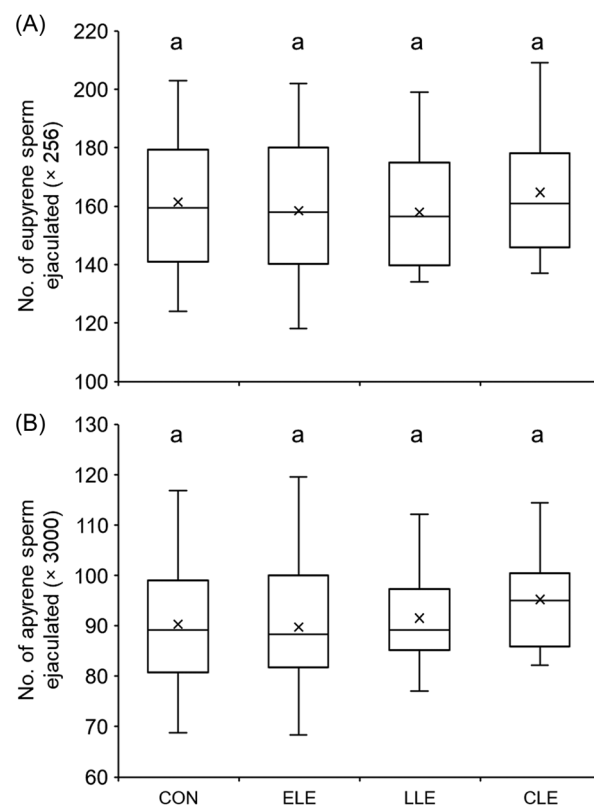 (A)
No. of eupyrene sperm
ejaculated (× 256)
220
200
180
160
140
120
100
a a a a
(B)
No. of apyrene sperm
ejaculated (× 3000)
130
120
110
100
90
80
70
60
a a a a
CON ELE LLE CLE